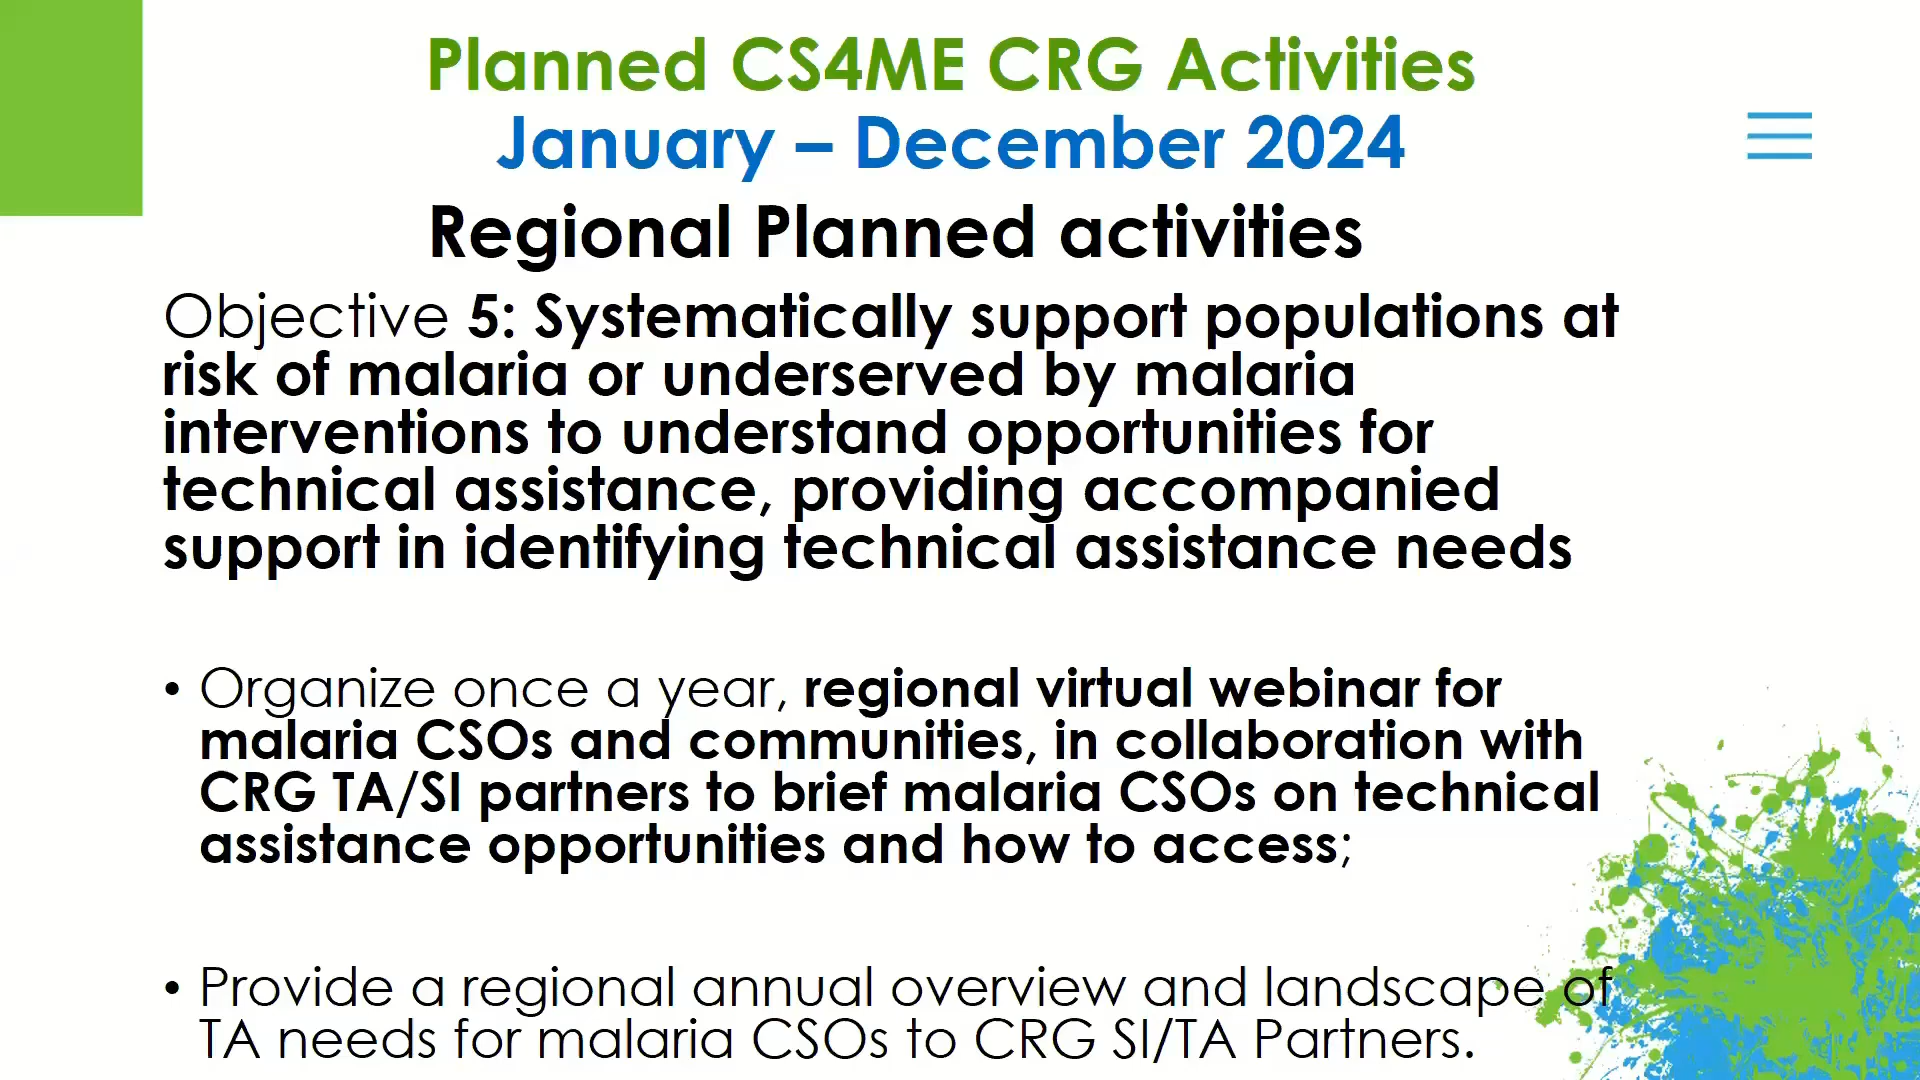 Planned CS4ME CRG Activities
January – December 2024
Regional Planned activities
Objective 5: Systematically support populations at
risk of malaria or underserved by malaria
interventions to understand opportunities for
technical assistance, providing accompanied
support in identifying technical assistance needs
• Organize once a year, regional virtual webinar for
malaria CSOs and communities, in collaboration with
CRG TA/SI partners to brief malaria CSOs on technical
assistance opportunities and how to access;
• Provide a regional annual overview and landscape of
TA needs for malaria CSOs to CRG SI/TA Partners.